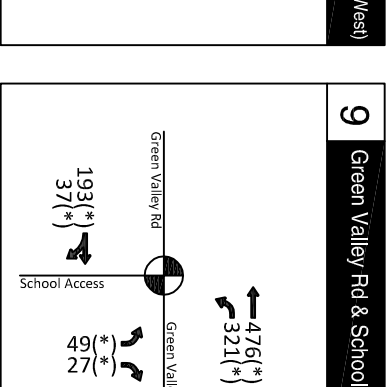 West)
9
Green Valley Rd & School
Green Valley Rd
193(*)
37(*)
School Access
Green Vall
476(*)
321(*)
49(*)
27(*)